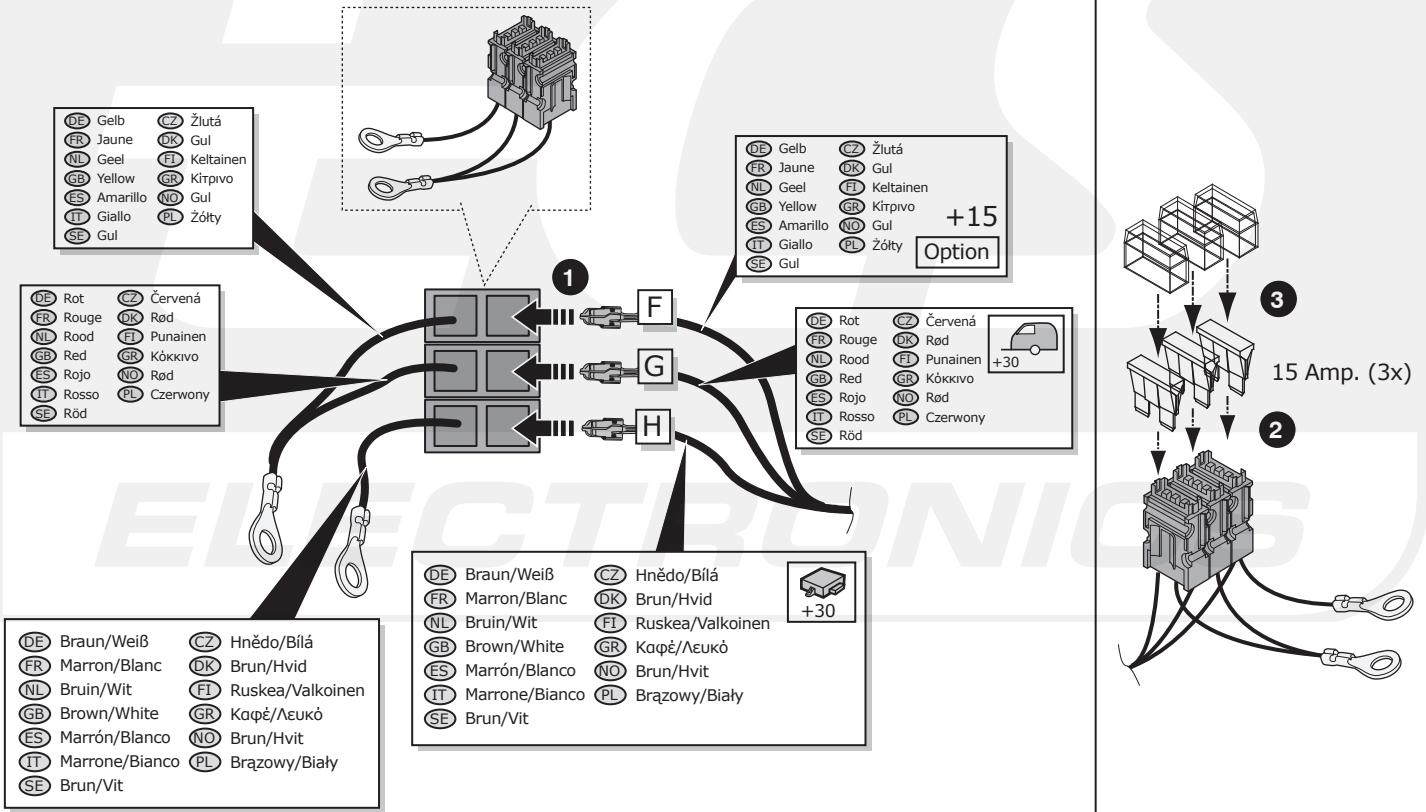 DE Gelb CZ Žlutá
FR Jaune DK Gul
NL Geel FI Keltainen
GB Yellow GR Κίτρινο
ES Amarillo NO Gul
IT Giallo PL Żółty
SE Gul
DE Rot CZ Červená
FR Rouge DK Rød
NL Rood FI Punainen
GB Red GR Κόκκινο
ES Rojo NO Rød
IT Rosso PL Czerwony
SE Röd
DE Braun/Weiß CZ Hnědo/Bílá
FR Marron/Blanc DK Brun/Hvid
NL Bruin/Wit FI Ruskea/Valkoinen
GB Brown/White GR Καφέ/Λευκό
ES Marrón/Blanco NO Brun/Hvit
IT Marrone/Bianco PL Brązowy/Biały
SE Brun/Vit
1
F
G
H
DE Gelb CZ Žlutá
FR Jaune DK Gul
NL Geel FI Keltainen
GB Yellow GR Κίτρινο
ES Amarillo NO Gul
IT Giallo PL Żółty
SE Gul
+15
Option
DE Rot CZ Červená
FR Rouge DK Rød
NL Rood FI Punainen
GB Red GR Κόκκινο
ES Rojo NO Rød
IT Rosso PL Czerwony
SE Röd
+30
DE Braun/Weiß CZ Hnědo/Bílá
FR Marron/Blanc DK Brun/Hvid
NL Bruin/Wit FI Ruskea/Valkoinen
GB Brown/White GR Καφέ/Λευκό
ES Marrón/Blanco NO Brun/Hvit
IT Marrone/Bianco PL Brązowy/Biały
SE Brun/Vit
+30
3
15 Amp. (3x)
2
ELECTRONICS